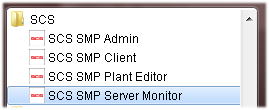 SCS
SCS SMP Admin
SCS SMP Client
SCS SMP Plant Editor
SCS SMP Server Monitor